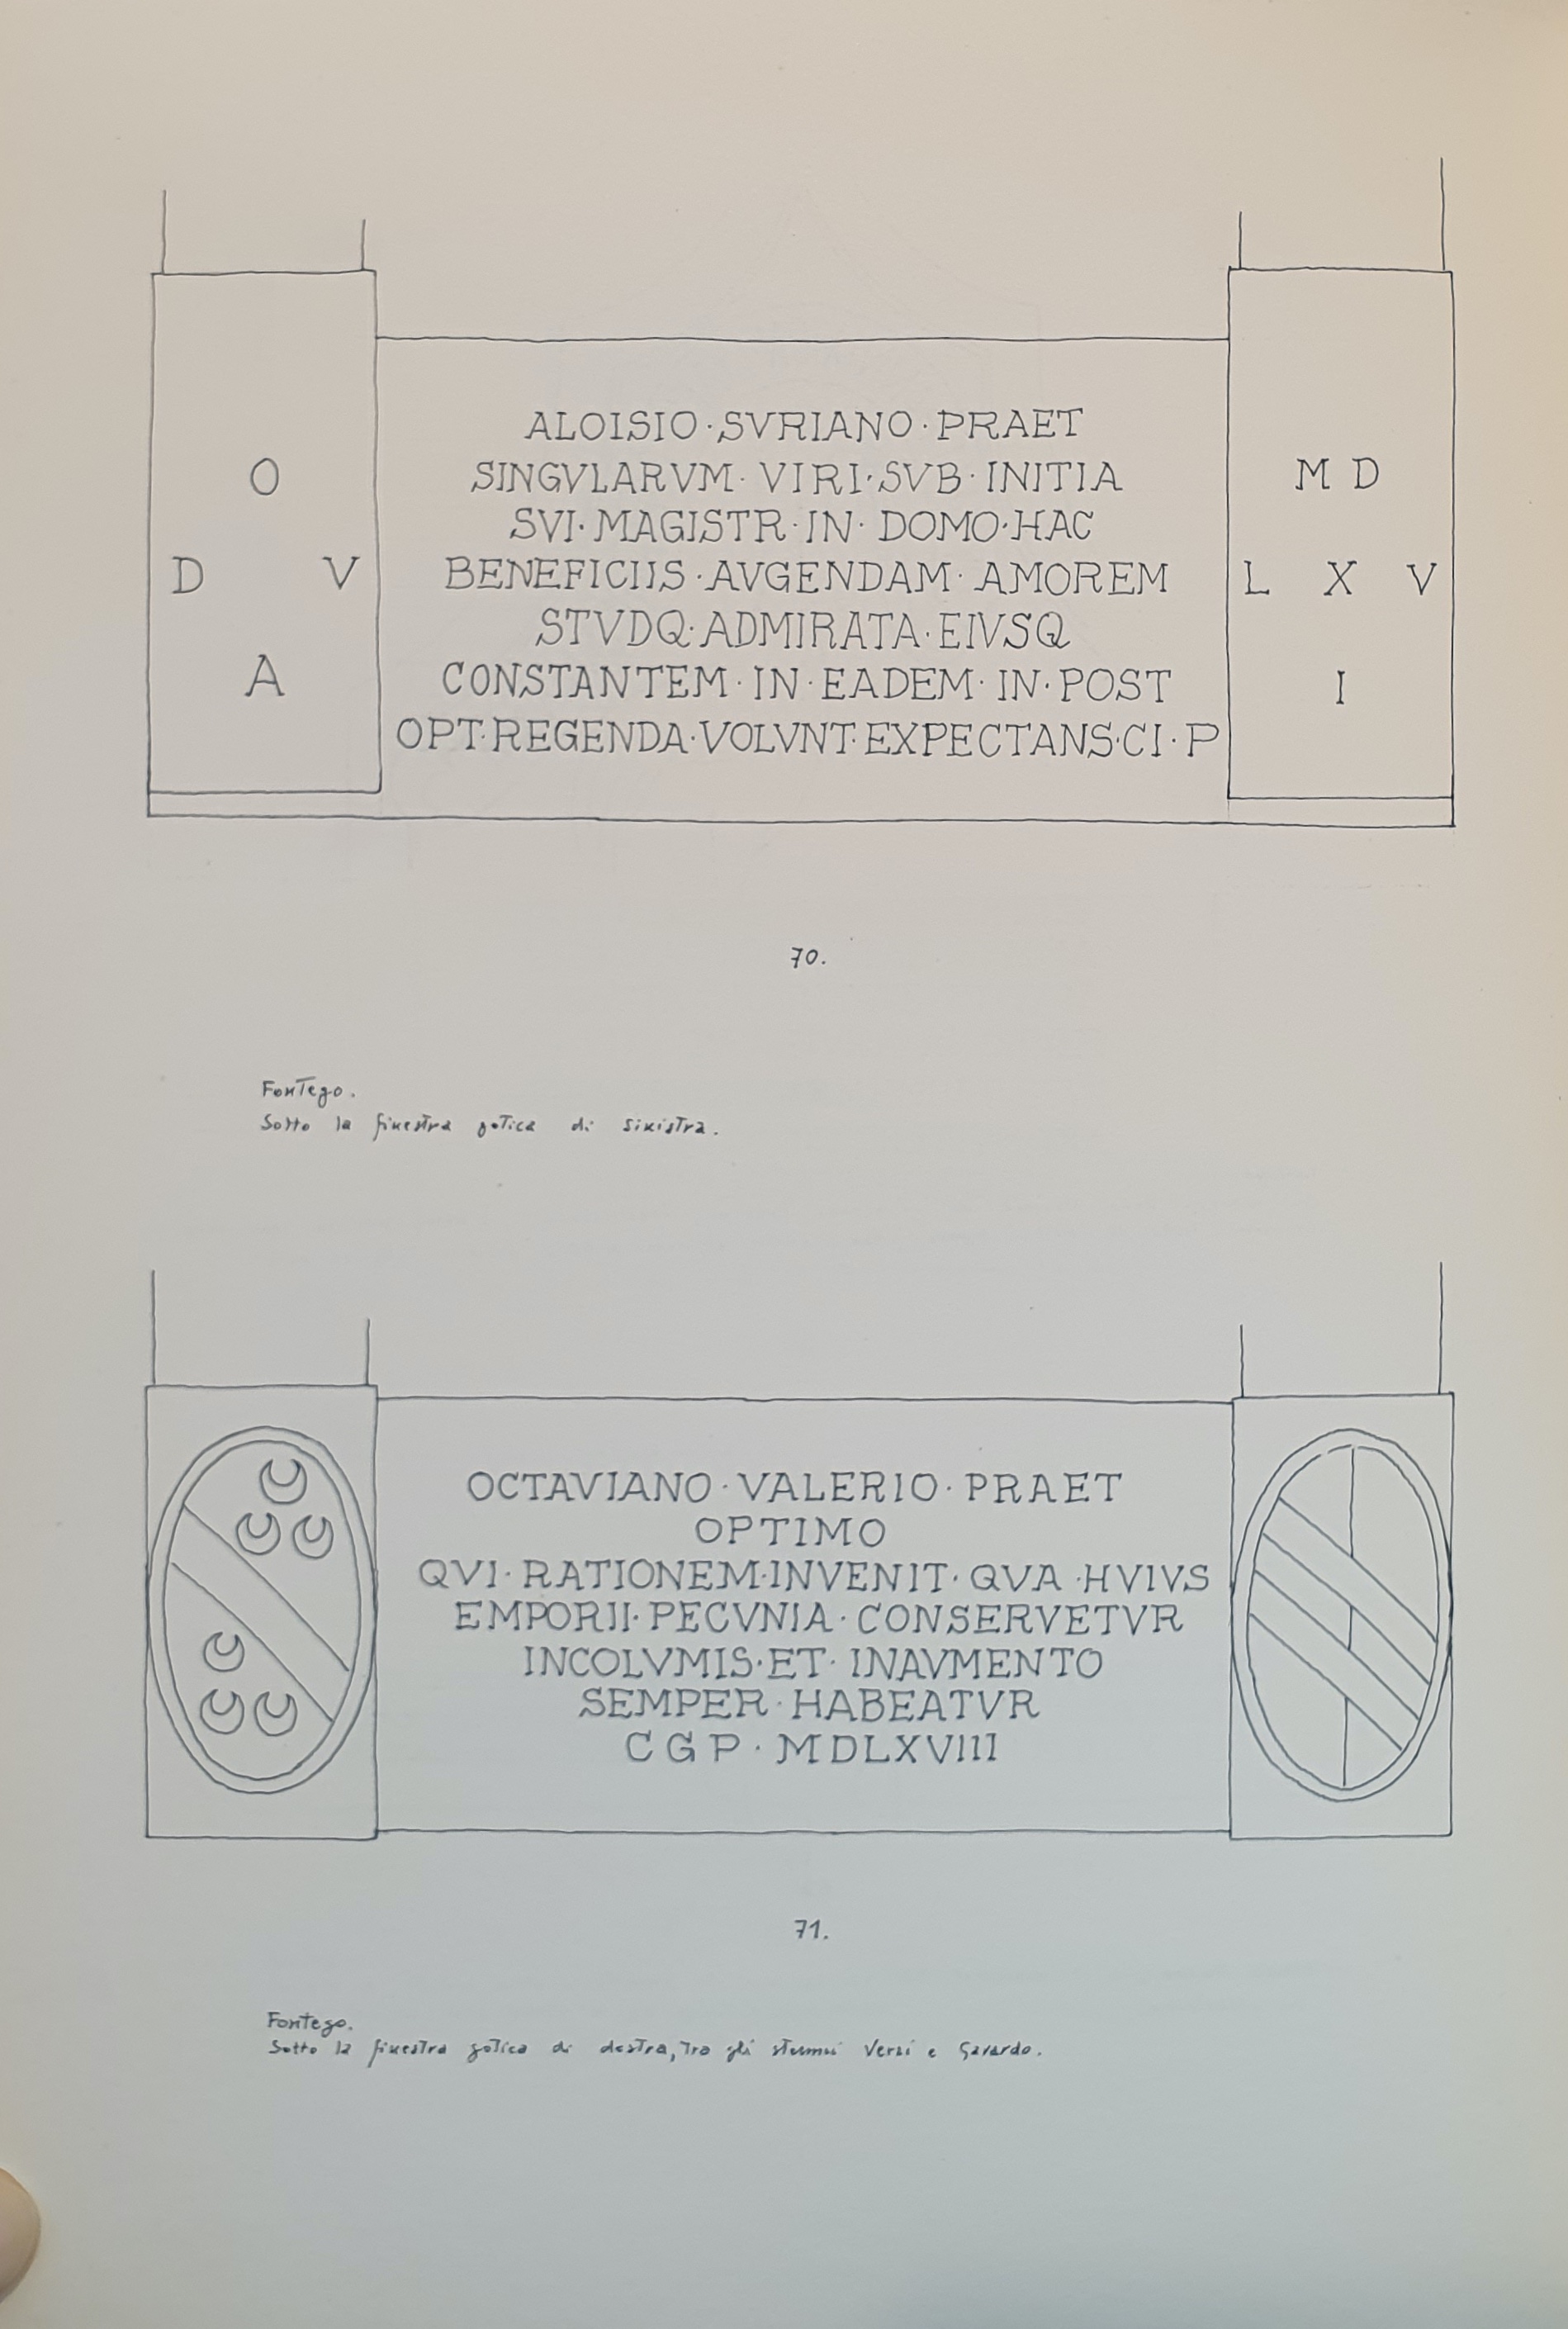 O
D V
A
ALOISIO · SVRIANO · PRAET
SINGVLARVM · VIRI · SVB · INITIA
SVI · MAGISTR · IN · DOMO · HAC
BENEFICIIS · AVGENDAM · AMOREM
STVDQ · ADMIRATA · EIVSQ
CONSTANTEM · IN · EADEM · IN · POST
OPT · REGENDA · VOLVNT · EXPECTANS · CI · P
M D
L X V
I
70.
Fontego.
Sotto la finestra gotica di sinistra.
OCTAVIANO · VALERIO · PRAET
OPTIMO
QVI · RATIONEM · INVENIT · QVA · HVIVS
EMPORII · PECVNIA · CONSERVETVR
INCOLVMIS · ET · INAVMENTO
SEMPER · HABEATVR
C G P · MDLXVIII
71.
Fontego.
Sotto la finestra gotica di destra, tra gli stemmi Verzi e Gavardo.